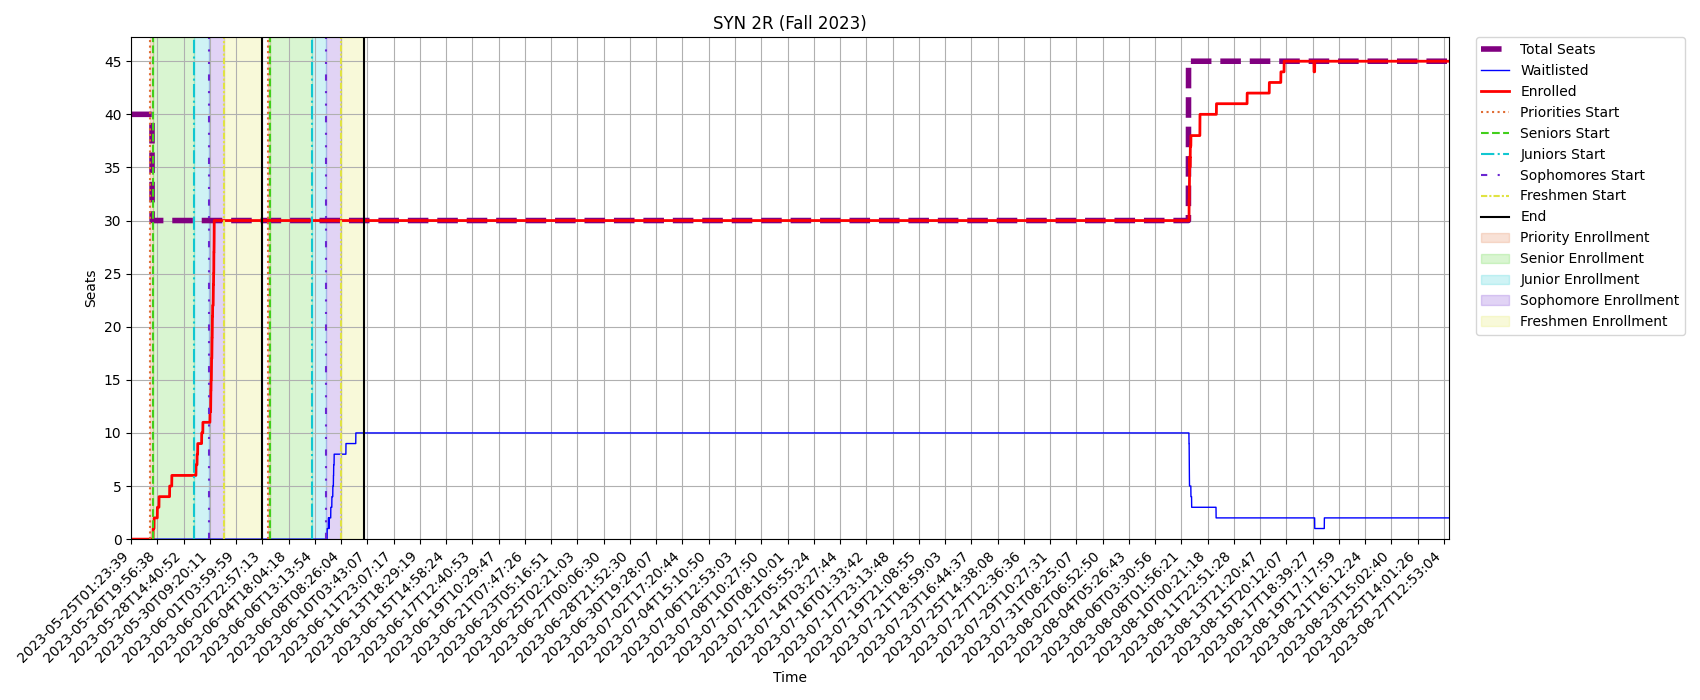 SYN 2R (Fall 2023)
Seats
45
40
35
30
25
20
15
10
5
0
2023-05-25T01:23:39
2023-05-26T19:56:38
2023-05-28T14:40:52
2023-05-30T09:20:11
2023-06-01T03:59:59
2023-06-02T22:57:13
2023-06-04T18:04:18
2023-06-06T13:13:54
2023-06-08T08:26:04
2023-06-10T03:43:07
2023-06-11T23:07:17
2023-06-13T18:29:19
2023-06-15T14:58:24
2023-06-17T12:40:53
2023-06-19T10:29:47
2023-06-21T07:47:26
2023-06-23T05:16:51
2023-06-25T02:21:03
2023-06-27T00:06:30
2023-06-28T21:52:30
2023-06-30T19:28:07
2023-07-02T17:20:44
2023-07-04T15:10:50
2023-07-06T12:53:03
2023-07-08T10:27:50
2023-07-10T08:10:01
2023-07-12T05:55:24
2023-07-14T03:27:44
2023-07-16T01:33:42
2023-07-17T23:13:48
2023-07-19T21:08:55
2023-07-21T18:59:03
2023-07-23T16:44:37
2023-07-25T14:38:08
2023-07-27T12:36:36
2023-07-29T10:27:31
2023-07-31T08:25:07
2023-08-02T06:52:50
2023-08-04T05:26:43
2023-08-06T03:30:56
2023-08-08T01:56:21
2023-08-10T00:21:18
2023-08-11T22:51:28
2023-08-13T21:20:47
2023-08-15T20:12:07
2023-08-17T18:39:27
2023-08-19T17:17:59
2023-08-21T16:12:24
2023-08-23T15:02:40
2023-08-25T14:01:26
2023-08-27T12:53:04
Time
Total Seats
Waitlisted
Enrolled
Priorities Start
Seniors Start
Juniors Start
Sophomores Start
Freshmen Start
End
Priority Enrollment
Senior Enrollment
Junior Enrollment
Sophomore Enrollment
Freshmen Enrollment